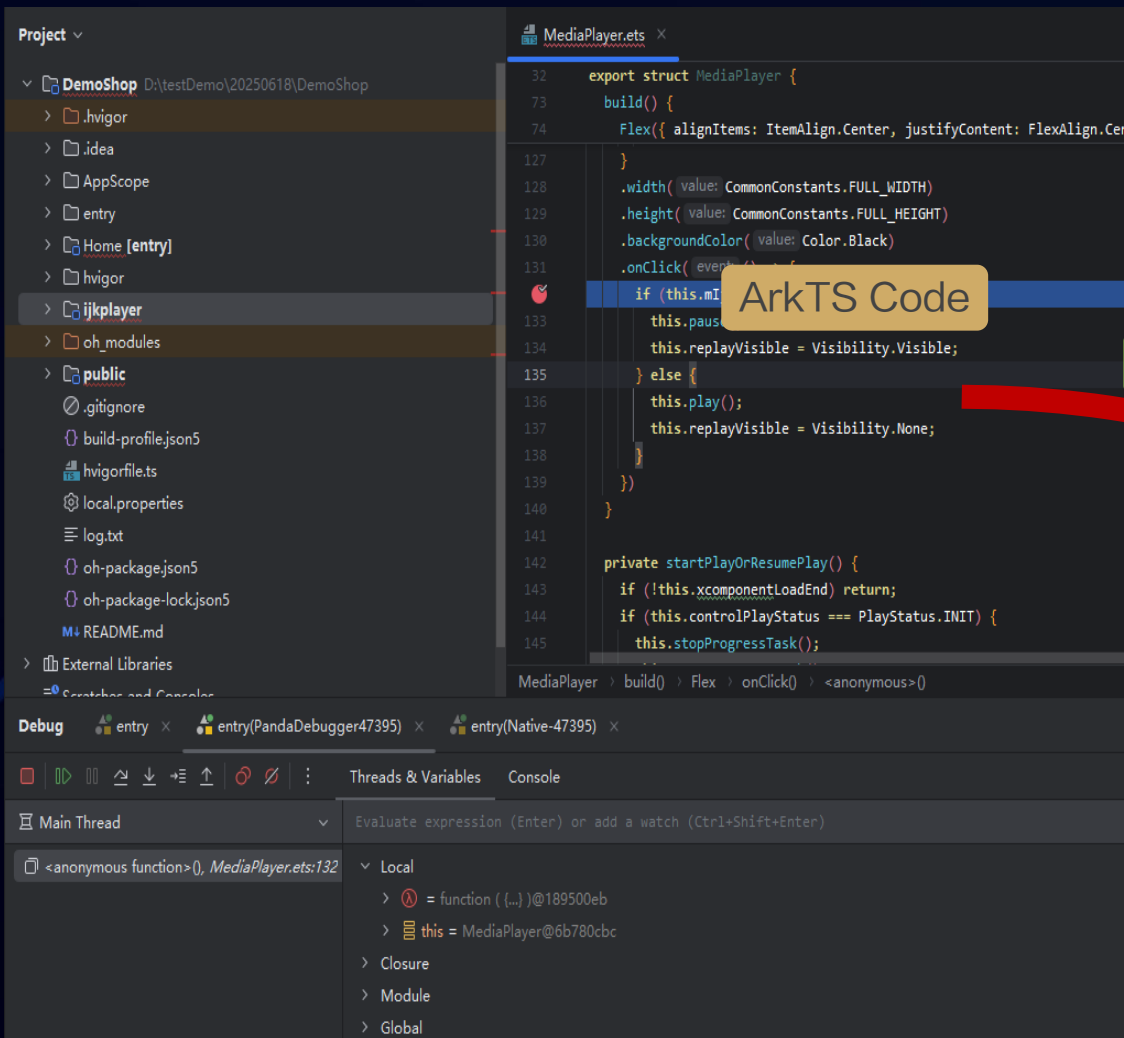 Project
DemoShop D:\testDemo\20250618\DemoShop
.hvigor
.idea
AppScope
entry
Home [entry]
hvigor
ijkplayer
oh_modules
public
.gitignore
build-profile.json5
hvigorfile.ts
local.properties
log.txt
oh-package.json5
oh-package-lock.json5
README.md
External Libraries
Scratches and Consoles
MediaPlayer.ets
32 export struct MediaPlayer {
73 build() {
74 Flex({ alignItems: ItemAlign.Center, justifyContent: FlexAlign.Cen
127 }
128 .width( value: CommonConstants.FULL_WIDTH)
129 .height( value: CommonConstants.FULL_HEIGHT)
130 .backgroundColor( value: Color.Black)
131 .onClick( event: () => {
if (this.mI
ArkTS Code
133 this.pause
134 this.replayVisible = Visibility.Visible;
135 } else {
136 this.play();
137 this.replayVisible = Visibility.None;
138 }
139 })
140 }
141
142 private startPlayOrResumePlay() {
143 if (!this.xcomponentLoadEnd) return;
144 if (this.controlPlayStatus === PlayStatus.INIT) {
145 this.stopProgressTask();
MediaPlayer > build() > Flex > onClick() > <anonymous>()
Debug entry entry(PandaDebugger47395) entry(Native-47395)
Threads & Variables Console
Main Thread
Evaluate expression (Enter) or add a watch (Ctrl+Shift+Enter)
<anonymous function>(), MediaPlayer.ets:132
Local
λ = function ( {...} )@189500eb
this = MediaPlayer@6b780cbc
Closure
Module
Global